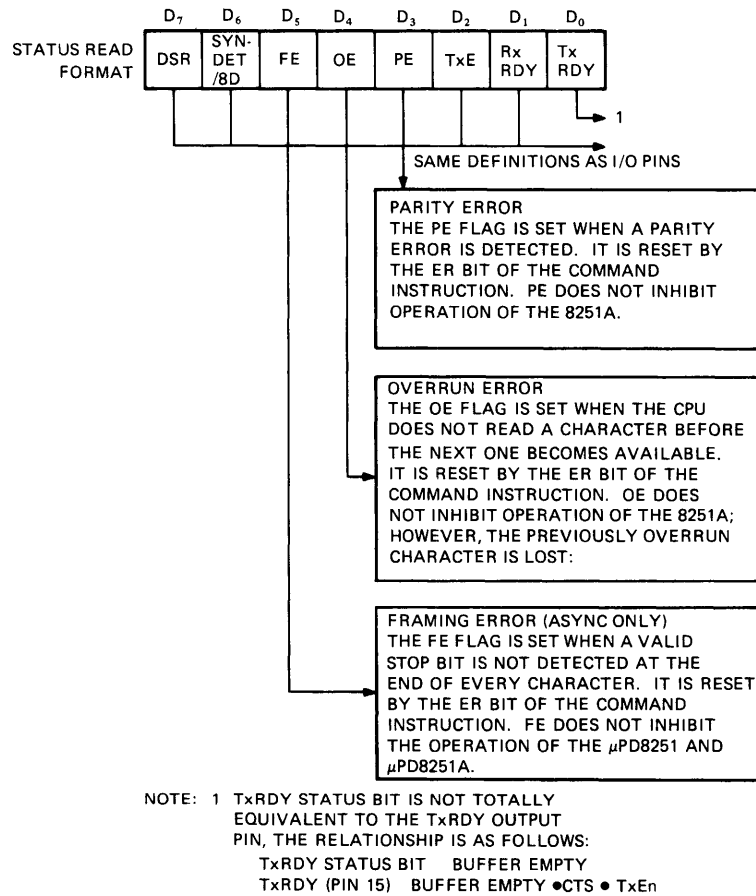 D₇ D₆ D₅ D₄ D₃ D₂ D₁ D₀
STATUS READ
FORMAT
DSR
SYN-
DET
/8D
FE
OE
PE
TxE
Rx
RDY
Tx
RDY
1
SAME DEFINITIONS AS I/O PINS
PARITY ERROR
THE PE FLAG IS SET WHEN A PARITY
ERROR IS DETECTED. IT IS RESET BY
THE ER BIT OF THE COMMAND
INSTRUCTION. PE DOES NOT INHIBIT
OPERATION OF THE 8251A.
OVERRUN ERROR
THE OE FLAG IS SET WHEN THE CPU
DOES NOT READ A CHARACTER BEFORE
THE NEXT ONE BECOMES AVAILABLE.
IT IS RESET BY THE ER BIT OF THE
COMMAND INSTRUCTION. OE DOES
NOT INHIBIT OPERATION OF THE 8251A;
HOWEVER, THE PREVIOUSLY OVERRUN
CHARACTER IS LOST:
FRAMING ERROR (ASYNC ONLY)
THE FE FLAG IS SET WHEN A VALID
STOP BIT IS NOT DETECTED AT THE
END OF EVERY CHARACTER. IT IS RESET
BY THE ER BIT OF THE COMMAND
INSTRUCTION. FE DOES NOT INHIBIT
THE OPERATION OF THE μPD8251 AND
μPD8251A.
NOTE: 1 TxRDY STATUS BIT IS NOT TOTALLY
EQUIVALENT TO THE TxRDY OUTPUT
PIN, THE RELATIONSHIP IS AS FOLLOWS:
TxRDY STATUS BIT BUFFER EMPTY
TxRDY (PIN 15) BUFFER EMPTY ●CTS ● TxEn